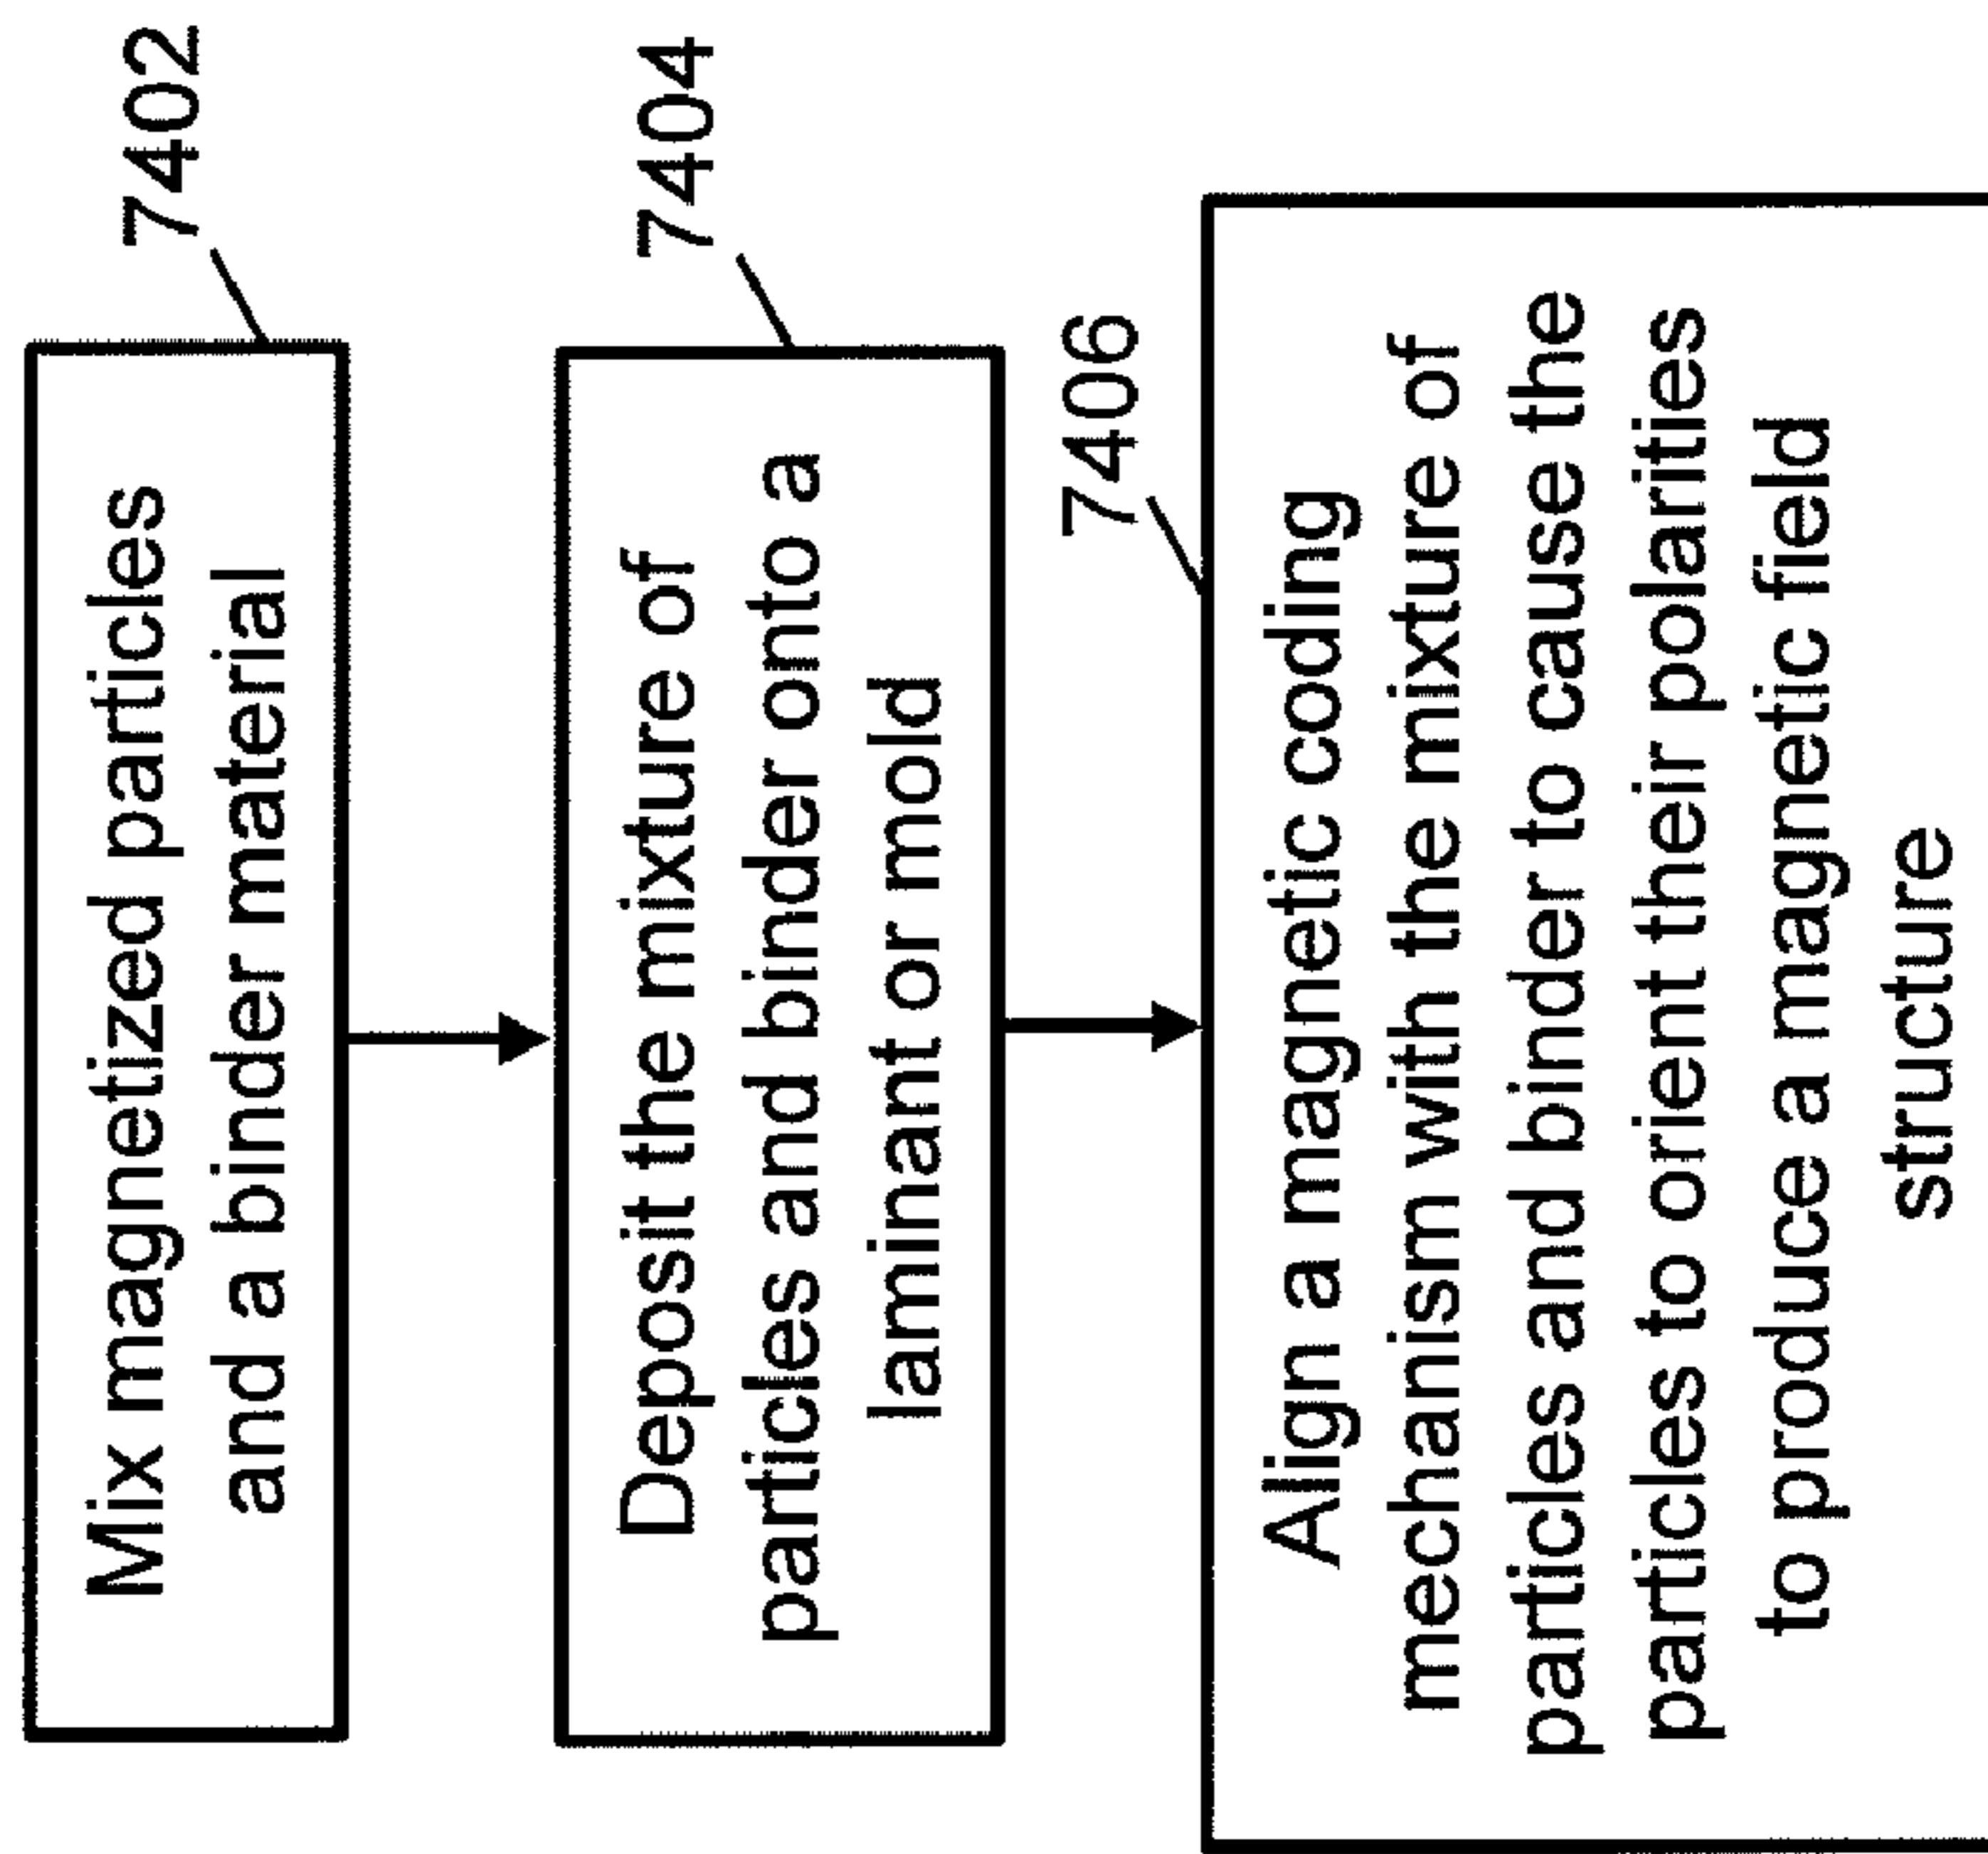 Mix magnetized particles
and a binder material
7402
Deposit the mixture of
particles and binder onto a
laminant or mold
7404
Align a magnetic coding
mechanism with the mixture of
particles and binder to cause the
particles to orient their polarities
to produce a magnetic field
structure
7406